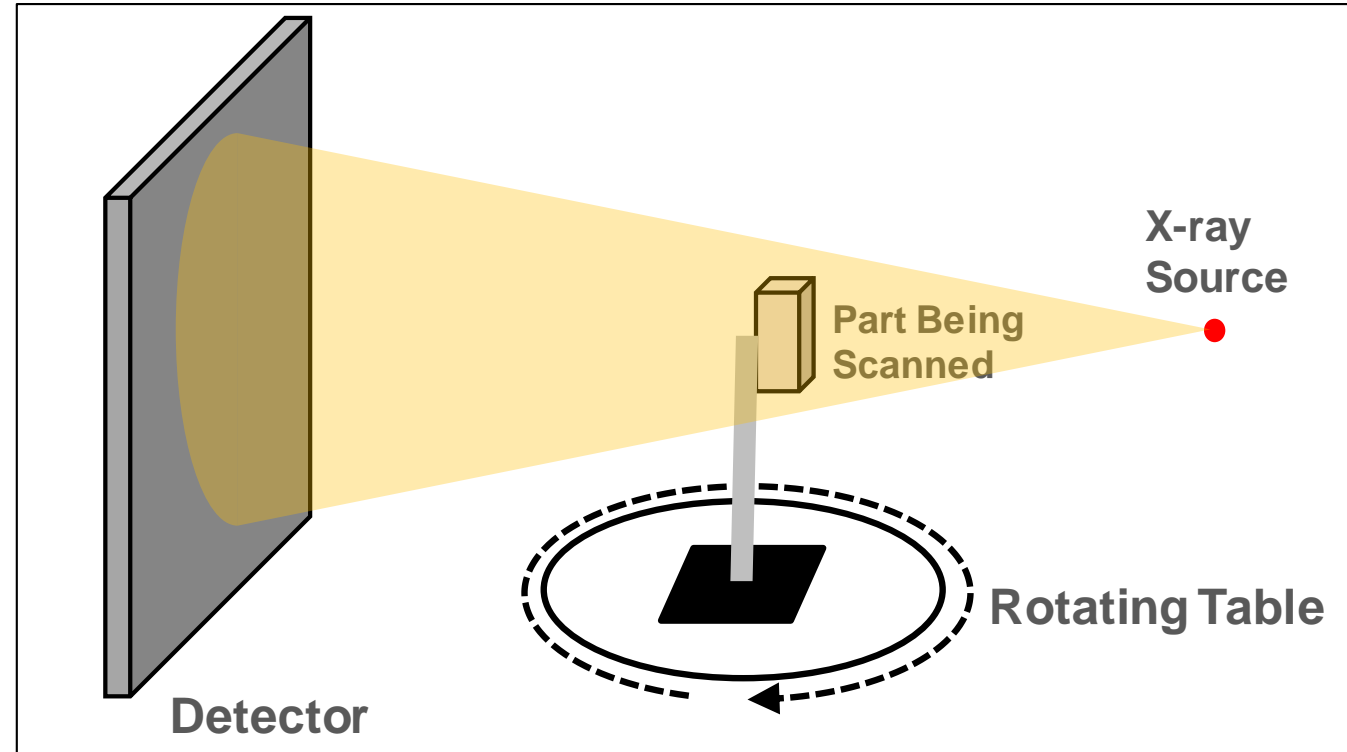 X-ray
Source
Part Being
Scanned
Rotating Table
Detector